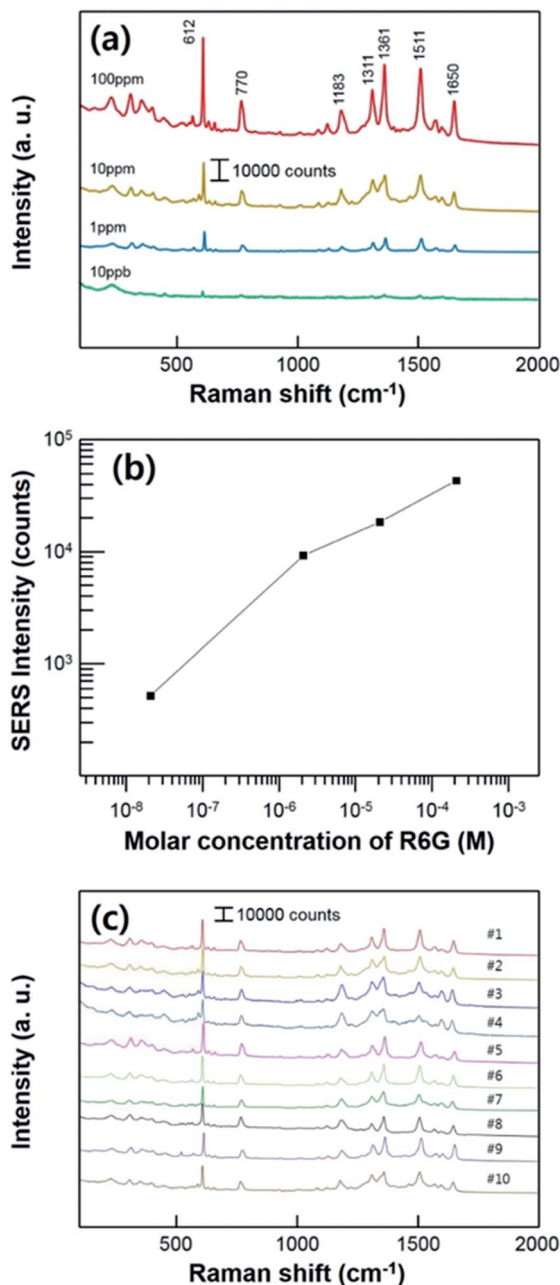 (a)
612
770
1183
1311
1361
1511
1650
100ppm
10ppm
10000 counts
1ppm
10ppb
Intensity (a. u.)
500 1000 1500 2000
Raman shift (cm⁻¹)
(b)
SERS Intensity (counts)
10⁵
10⁴
10³
10⁻⁸ 10⁻⁷ 10⁻⁶ 10⁻⁵ 10⁻⁴ 10⁻³
Molar concentration of R6G (M)
(c)
10000 counts
#1
#2
#3
#4
#5
#6
#7
#8
#9
#10
Intensity (a. u.)
500 1000 1500 2000
Raman shift (cm⁻¹)